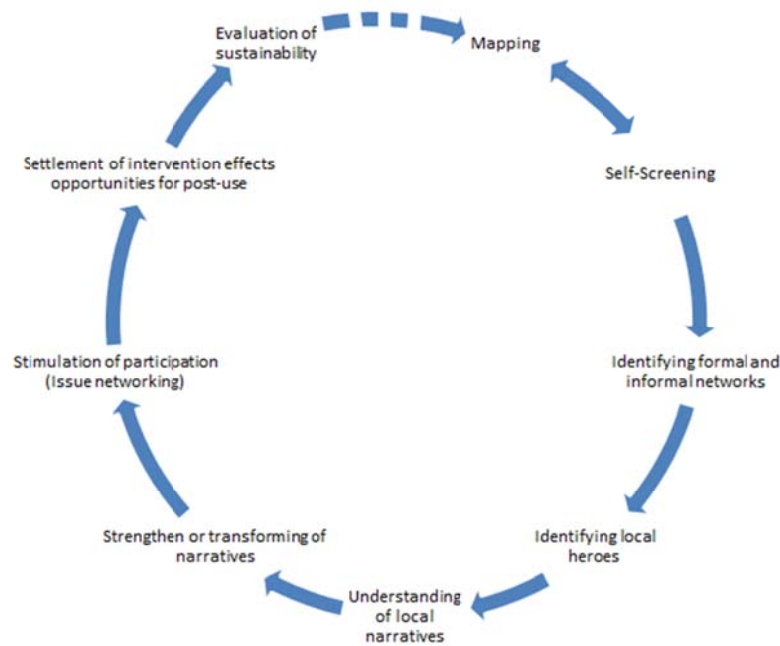 Evaluation of
sustainability
Mapping
Self-Screening
Identifying formal and
informal networks
Identifying local
heroes
Understanding
of local
narratives
Strengthen or transforming of
narratives
Stimulation of participation
(Issue networking)
Settlement of intervention effects
opportunities for post-use